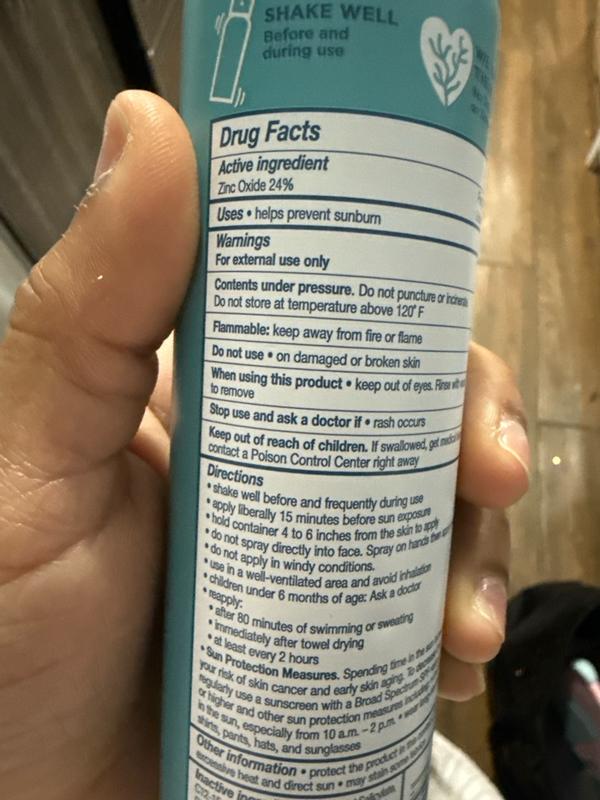 SHAKE WELL
Before and
during use
Drug Facts
Active ingredient
Zinc Oxide 24%
Uses • helps prevent sunburn
Warnings
For external use only
Contents under pressure. Do not puncture or
Do not store at temperature above 120° F
Flammable: keep away from fire or flame
Do not use • on damaged or broken skin
When using this product • keep out of eyes. Rinse with
to remove
Stop use and ask a doctor if • rash occurs
Keep out of reach of children. If swallowed, get
contact a Poison Control Center right away
Directions
• shake well before and frequently during use
• apply liberally 15 minutes before sun exposure
• hold container 4 to 6 inches from the skin to apply
• do not spray directly into face. Spray on hands then
• do not apply in windy conditions.
• use in a well-ventilated area and avoid inhalation
• children under 6 months of age: Ask a doctor
• reapply:
• after 80 minutes of swimming or sweating
• immediately after towel drying
• at least every 2 hours
• Sun Protection Measures. Spending time in the
your risk of skin cancer and early skin aging. To
regularly use a sunscreen with a Broad Spectrum
or higher and other sun protection measures
in the sun, especially from 10 a.m. – 2 p.m. •
shirts, pants, hats, and sunglasses
Other information • protect the product in
excessive heat and direct sun • may stain some
Inactive